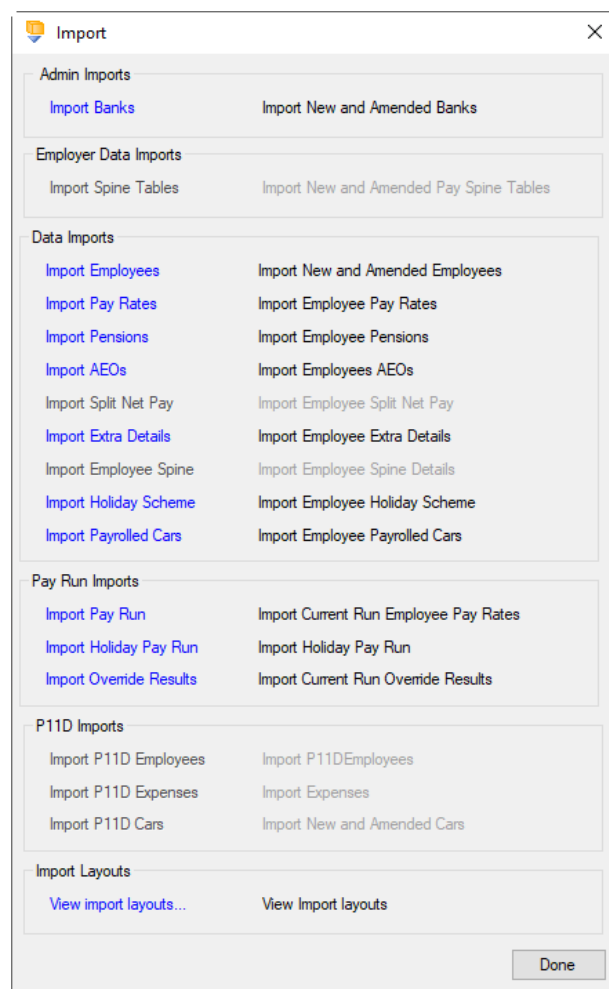 Import
Admin Imports
Import Banks Import New and Amended Banks
Employer Data Imports
Import Spine Tables Import New and Amended Pay Spine Tables
Data Imports
Import Employees Import New and Amended Employees
Import Pay Rates Import Employee Pay Rates
Import Pensions Import Employee Pensions
Import AEOs Import Employees AEOs
Import Split Net Pay Import Employee Split Net Pay
Import Extra Details Import Employee Extra Details
Import Employee Spine Import Employee Spine Details
Import Holiday Scheme Import Employee Holiday Scheme
Import Payrolled Cars Import Employee Payrolled Cars
Pay Run Imports
Import Pay Run Import Current Run Employee Pay Rates
Import Holiday Pay Run Import Holiday Pay Run
Import Override Results Import Current Run Override Results
P11D Imports
Import P11D Employees Import P11DEmployees
Import P11D Expenses Import Expenses
Import P11D Cars Import New and Amended Cars
Import Layouts
View import layouts... View Import layouts
Done